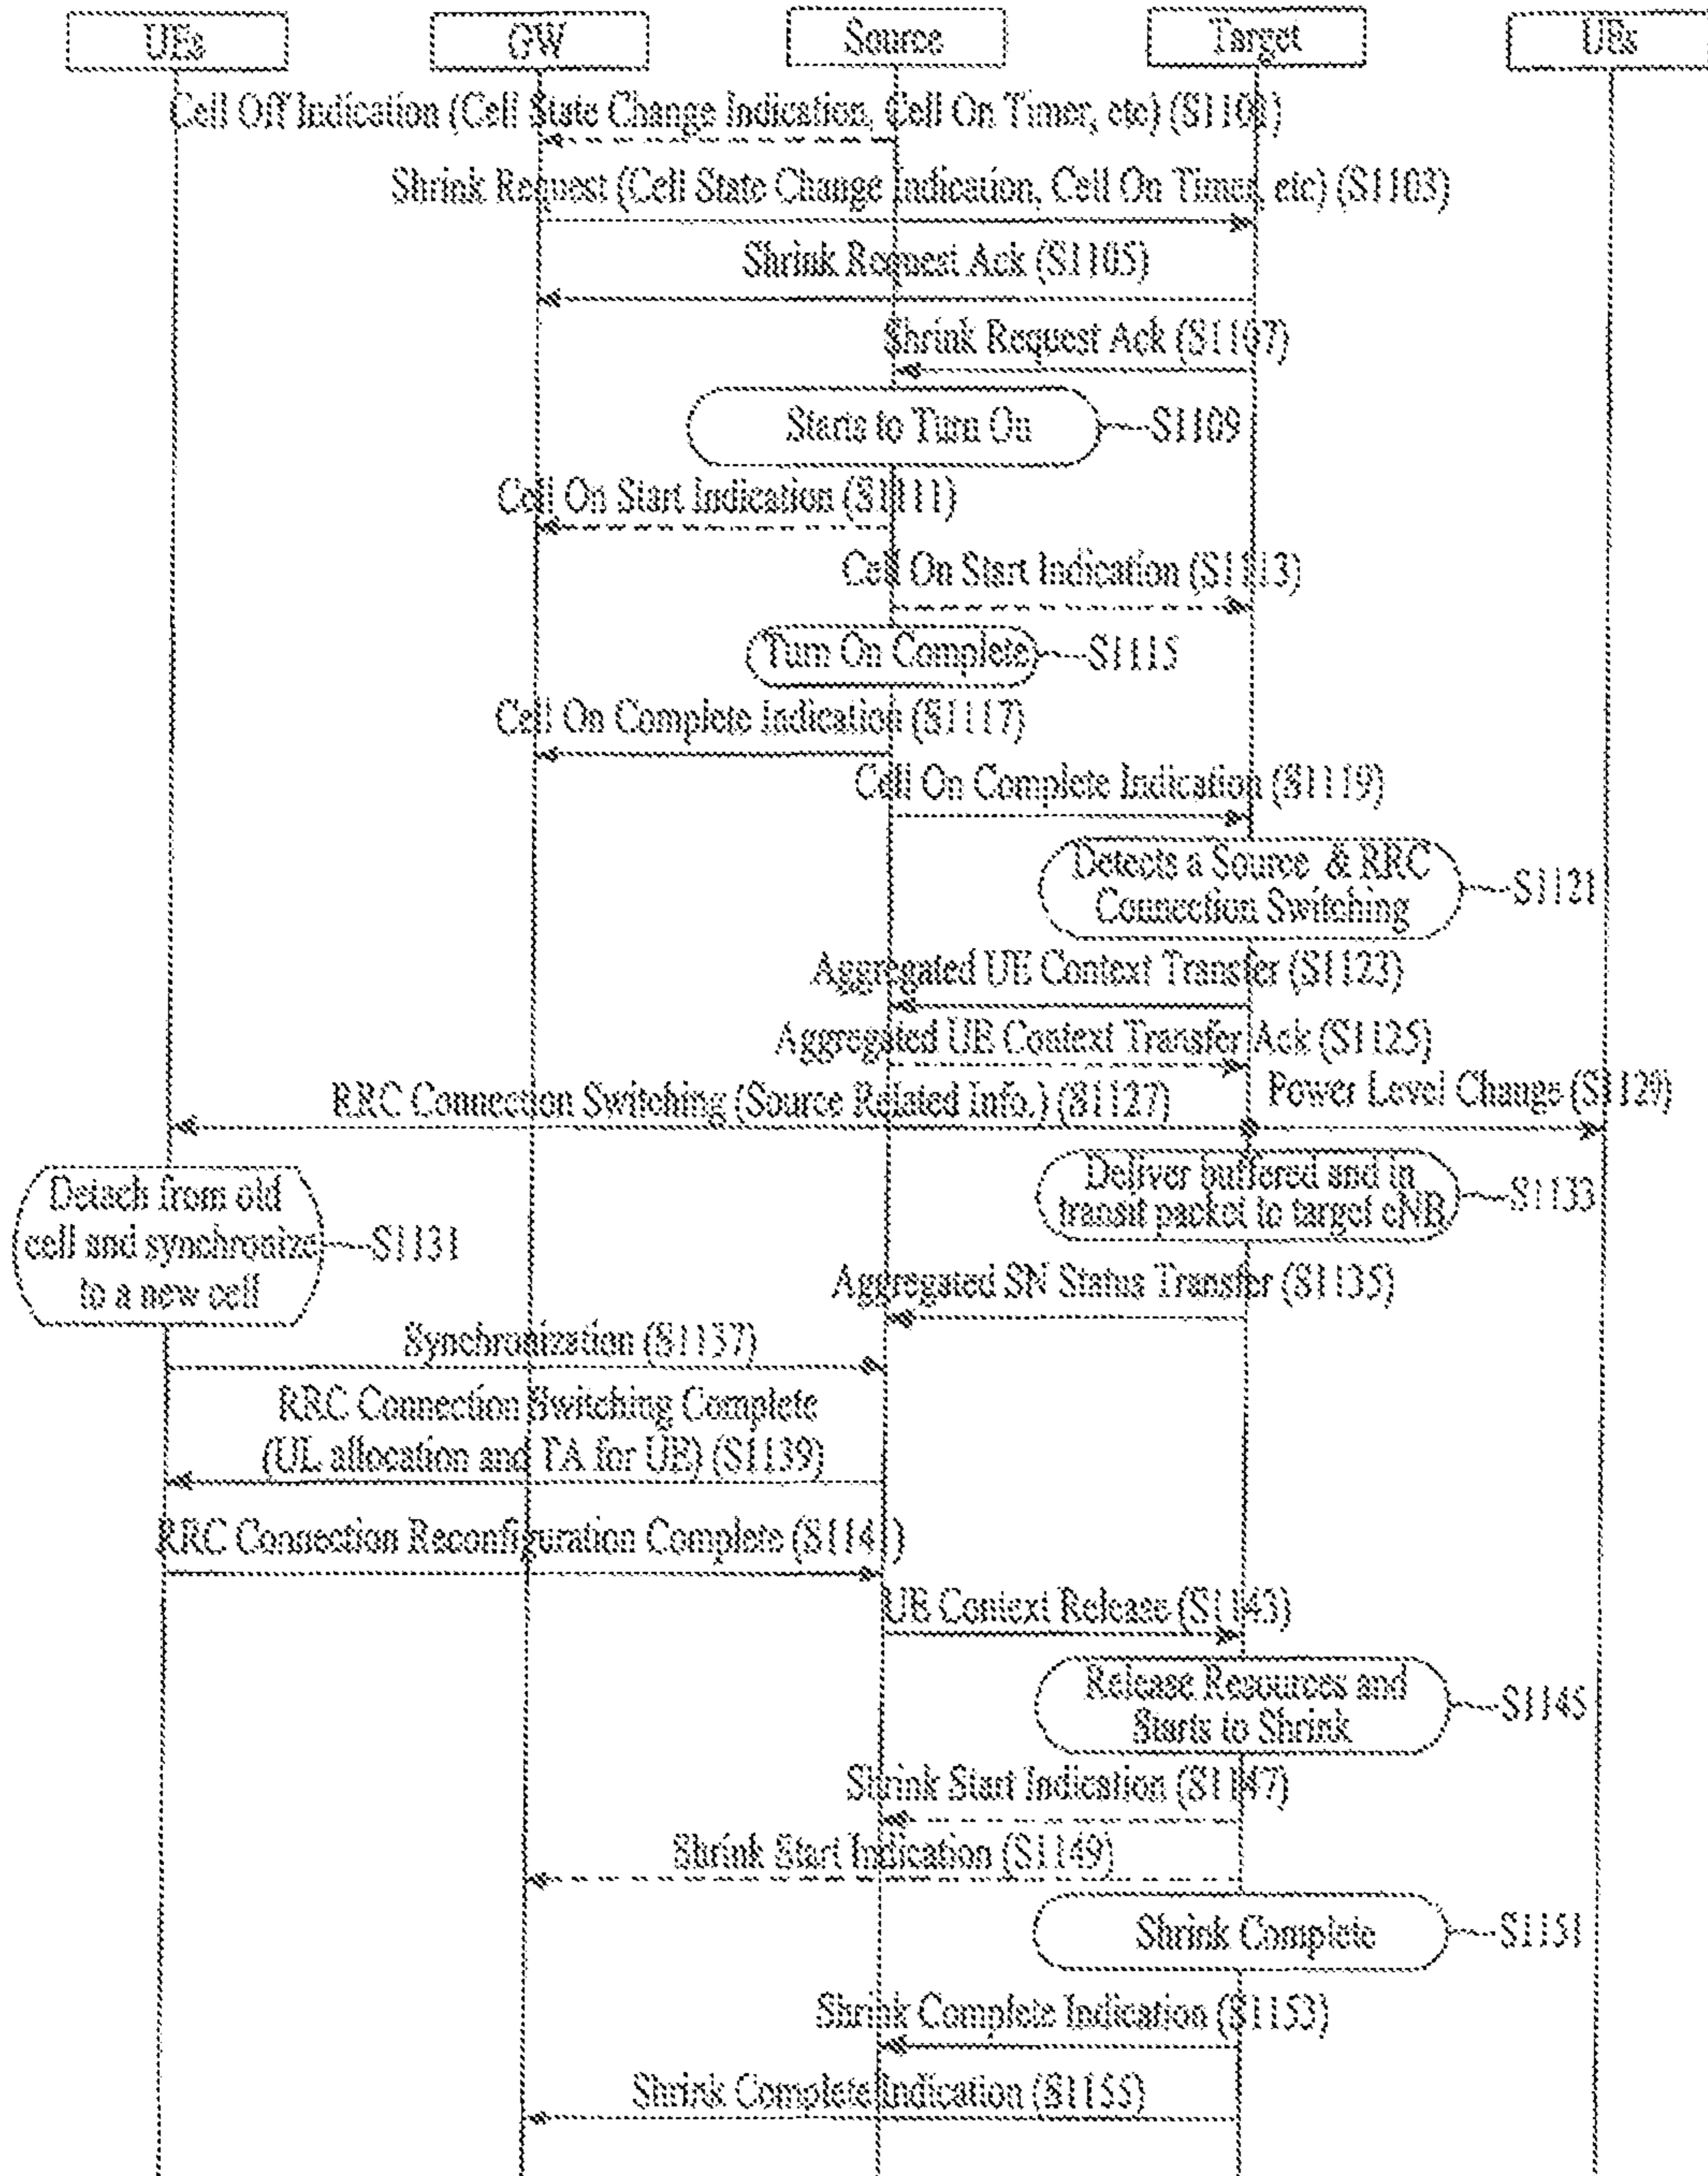 UEs
GW
Source
Target
UEs
Cell Off Indication (Cell State Change Indication, Cell On Timer, etc) (S1101)
Shrink Request (Cell State Change Indication, Cell On Timer, etc) (S1103)
Shrink Request Ack (S1105)
Shrink Request Ack (S1107)
Starts to Turn On
S1109
Cell On Start Indication (S1111)
Cell On Start Indication (S1113)
Turn On Complete
S1115
Cell On Complete Indication (S1117)
Cell On Complete Indication (S1119)
Detects a Source & RRC
Connection Switching
S1121
Aggregated UE Context Transfer (S1123)
Aggregated UE Context Transfer Ack (S1125)
RRC Connection Switching (Source Related Info.) (S1127)
Power Level Change (S1129)
Detach from old
cell and synchronize
to a new cell
S1131
Deliver buffered and in
transit packet to target eNB
S1133
Aggregated SN Status Transfer (S1135)
Synchronization (S1137)
RRC Connection Switching Complete
(UL allocation and TA for UE) (S1139)
RRC Connection Reconfiguration Complete (S1141)
UE Context Release (S1143)
Release Resources and
Starts to Shrink
S1145
Shrink Start Indication (S1147)
Shrink Start Indication (S1149)
Shrink Complete
S1151
Shrink Complete Indication (S1153)
Shrink Complete Indication (S1155)